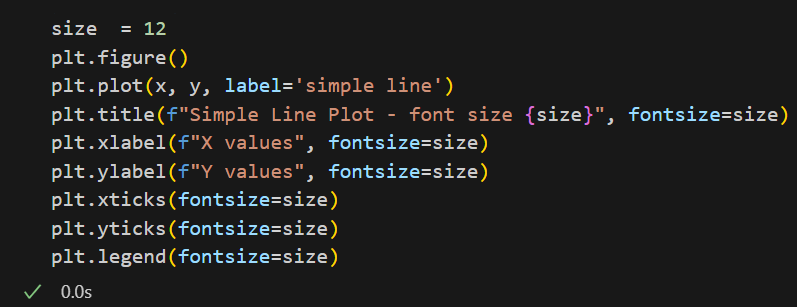 size  = 12
plt.figure()
plt.plot(x, y, label='simple line')
plt.title(f"Simple Line Plot - font size {size}", fontsize=size)
plt.xlabel(f"X values", fontsize=size)
plt.ylabel(f"Y values", fontsize=size)
plt.xticks(fontsize=size)
plt.yticks(fontsize=size)
plt.legend(fontsize=size)
✓ 0.0s